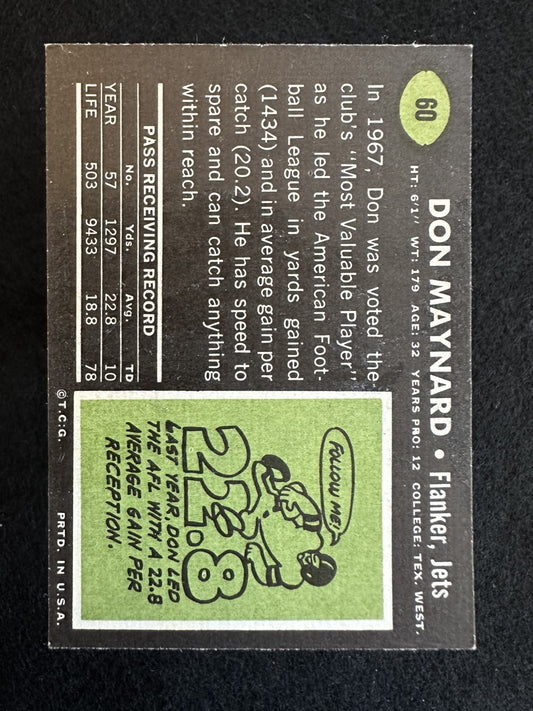 60
DON MAYNARD • Flanker, Jets
HT: 6'1" WT: 179 AGE: 32 YEARS PRO: 12 COLLEGE: TEX. WEST.
In 1967, Don was voted the
club's "Most Valuable Player"
as he led the American Foot-
ball League in yards gained
(1434) and in average gain per
catch (20.2). He has speed to
spare and can catch anything
within reach.
PASS RECEIVING RECORD
No. Yds. Avg. TD
YEAR 57 1297 22.8 10
LIFE 503 9433 18.8 78
FOLLOW ME!
22.8
LAST YEAR, DON LED
THE AFL WITH A 22.8
AVERAGE GAIN PER
RECEPTION.
©T.C.G. PRTD. IN U.S.A.